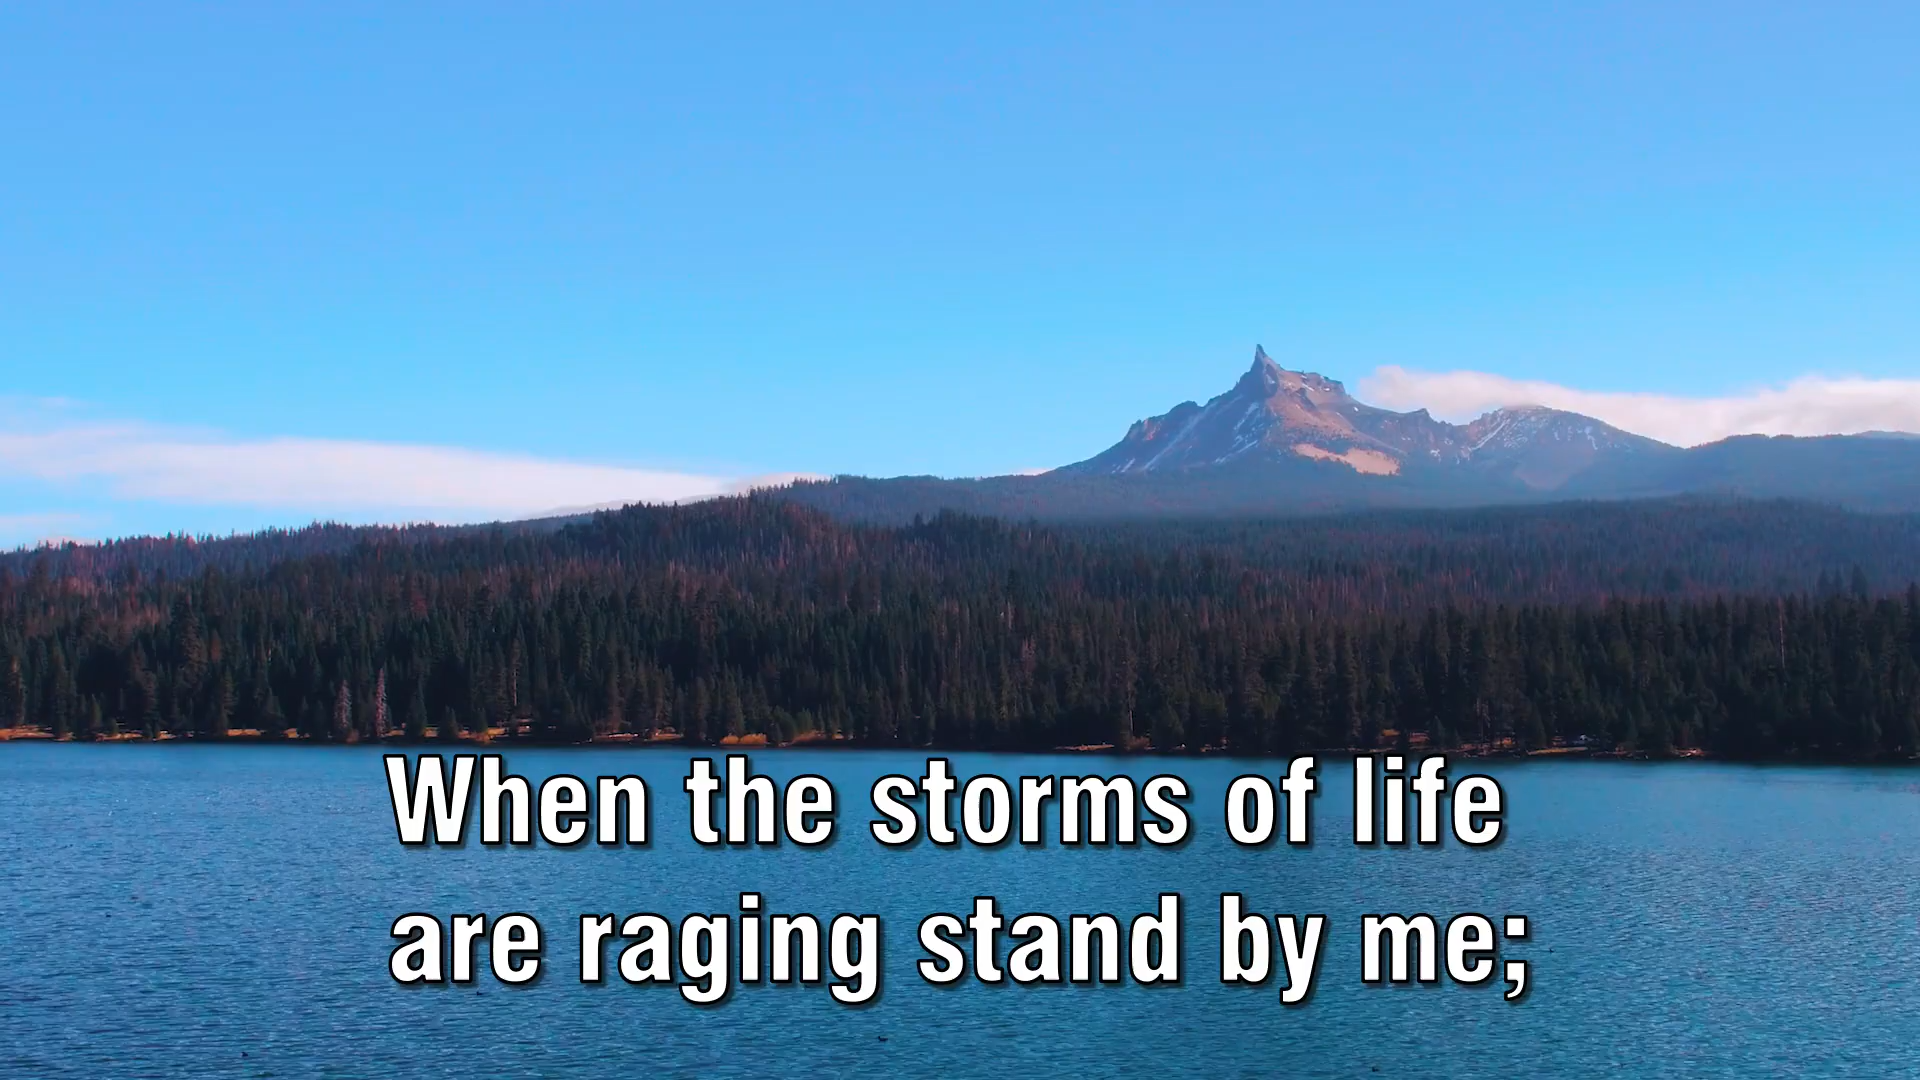 When the storms of life
are raging stand by me;